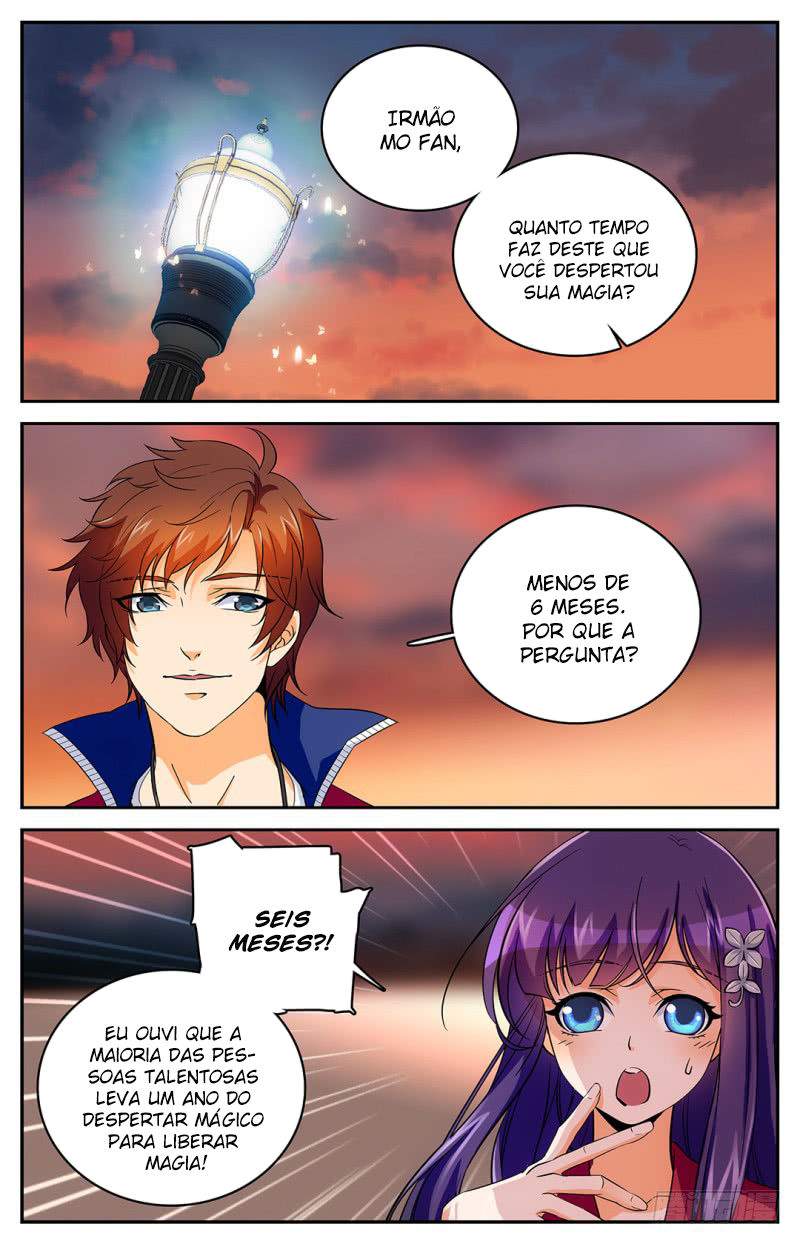 IRMÃO
MO FAN,
QUANTO TEMPO
FAZ DESTE QUE
VOCÊ DESPERTOU
SUA MAGIA?
MENOS DE
6 MESES.
POR QUE A
PERGUNTA?
SEIS
MESES?!
EU OUVI QUE A
MAIORIA DAS PES-
SOAS TALENTOSAS
LEVA UM ANO DO
DESPERTAR MÁGICO
PARA LIBERAR
MAGIA!